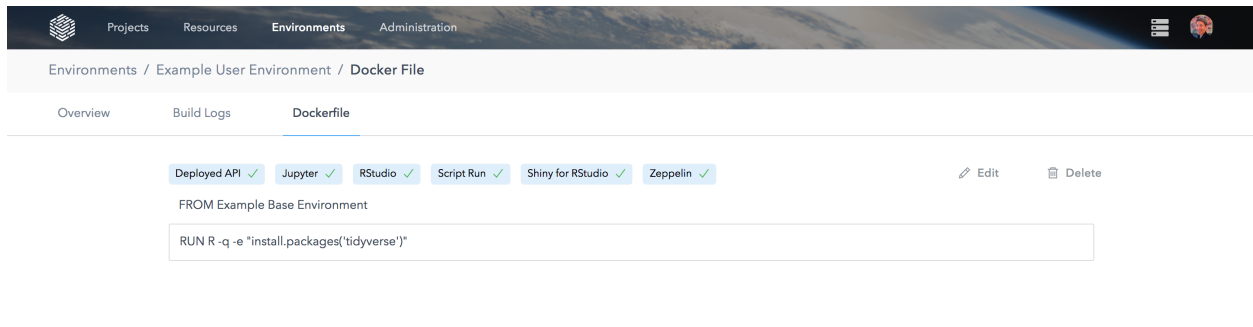 Projects Resources Environments Administration
Environments / Example User Environment / Docker File
Overview Build Logs Dockerfile
Deployed API Jupyter RStudio Script Run Shiny for RStudio Zeppelin Edit Delete
FROM Example Base Environment
RUN R -q -e "install.packages('tidyverse')"